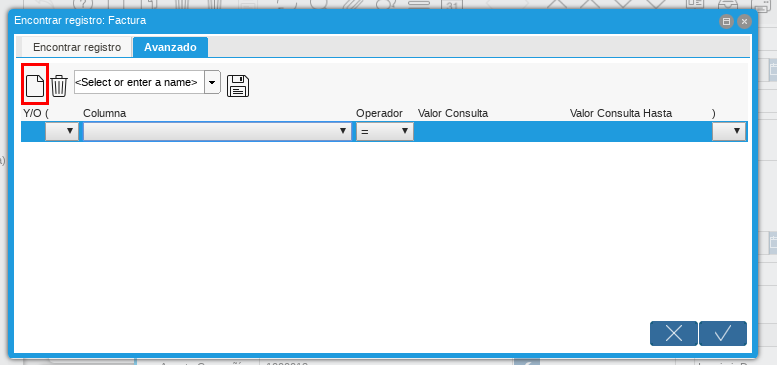 Encontrar registro: Factura
Encontrar registro Avanzado
<Select or enter a name>
Y/O ( Columna Operador Valor Consulta Valor Consulta Hasta )
=